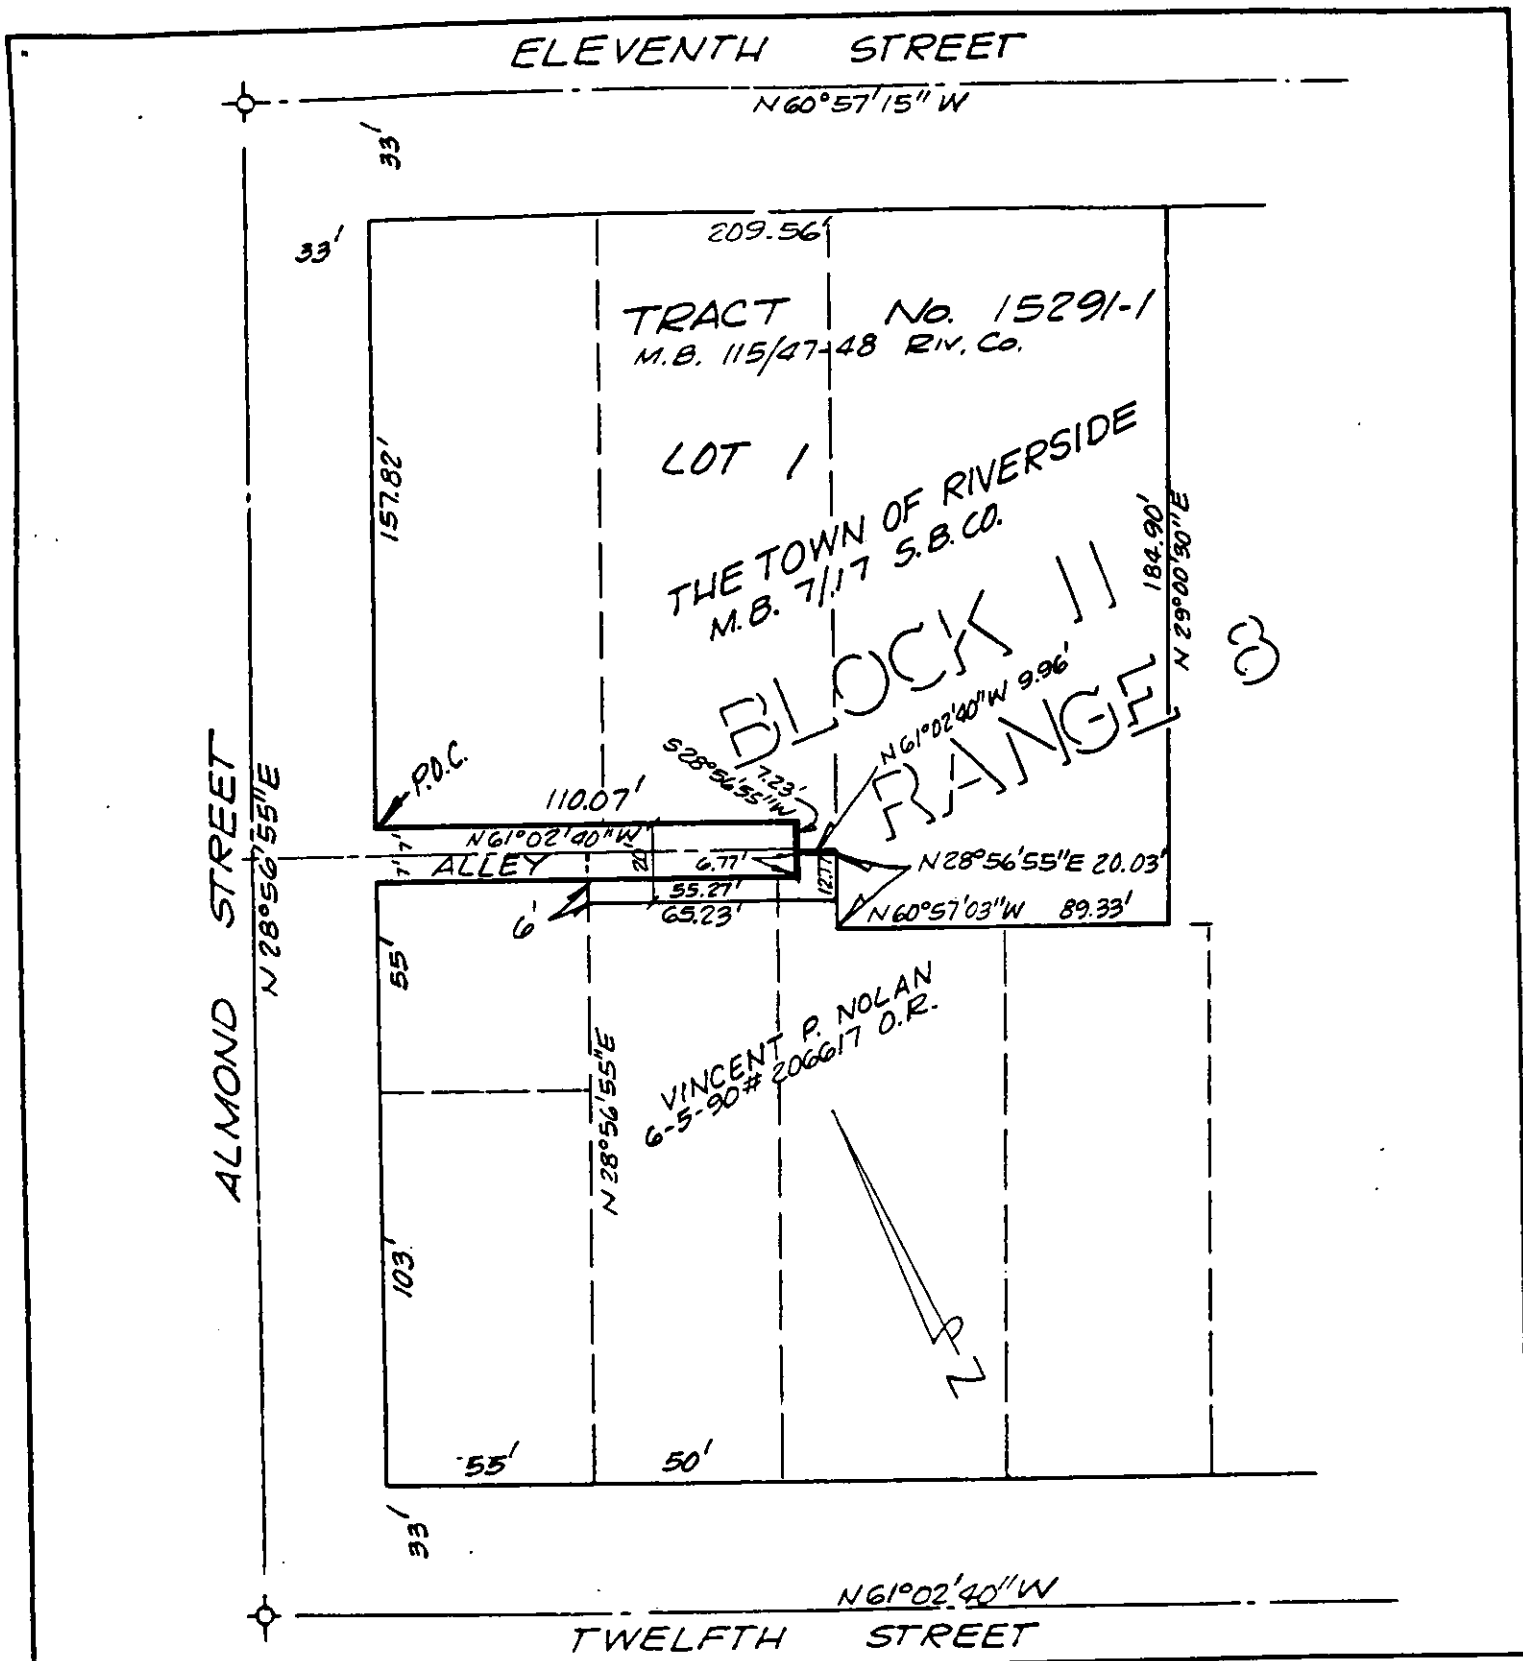 ELEVENTH STREET
N60°57'15"W
33'
33'
209.56'
TRACT No. 15291-1
M.B. 115/47-48 RIV. CO.
LOT 1
157.82'
THE TOWN OF RIVERSIDE
M.B. 7/17 S.B.CO.
BLOCK 11
RANGE 8
184.90'
N29°00'30"E
N61°02'40"W 9.96'
S28°56'55"W
7.23'
P.O.C.
110.07'
N61°02'40"W
7'
7'
ALLEY
20'
6.77'
55.27'
65.23'
12.77'
6'
N28°56'55"E 20.03'
N60°57'03"W 89.33'
ALMOND STREET
N28°56'55"E
55'
N28°56'55"E
VINCENT P. NOLAN
6-5-90 # 206617 O.R.
103'
N
55'
50'
33'
N61°02'40"W
TWELFTH STREET